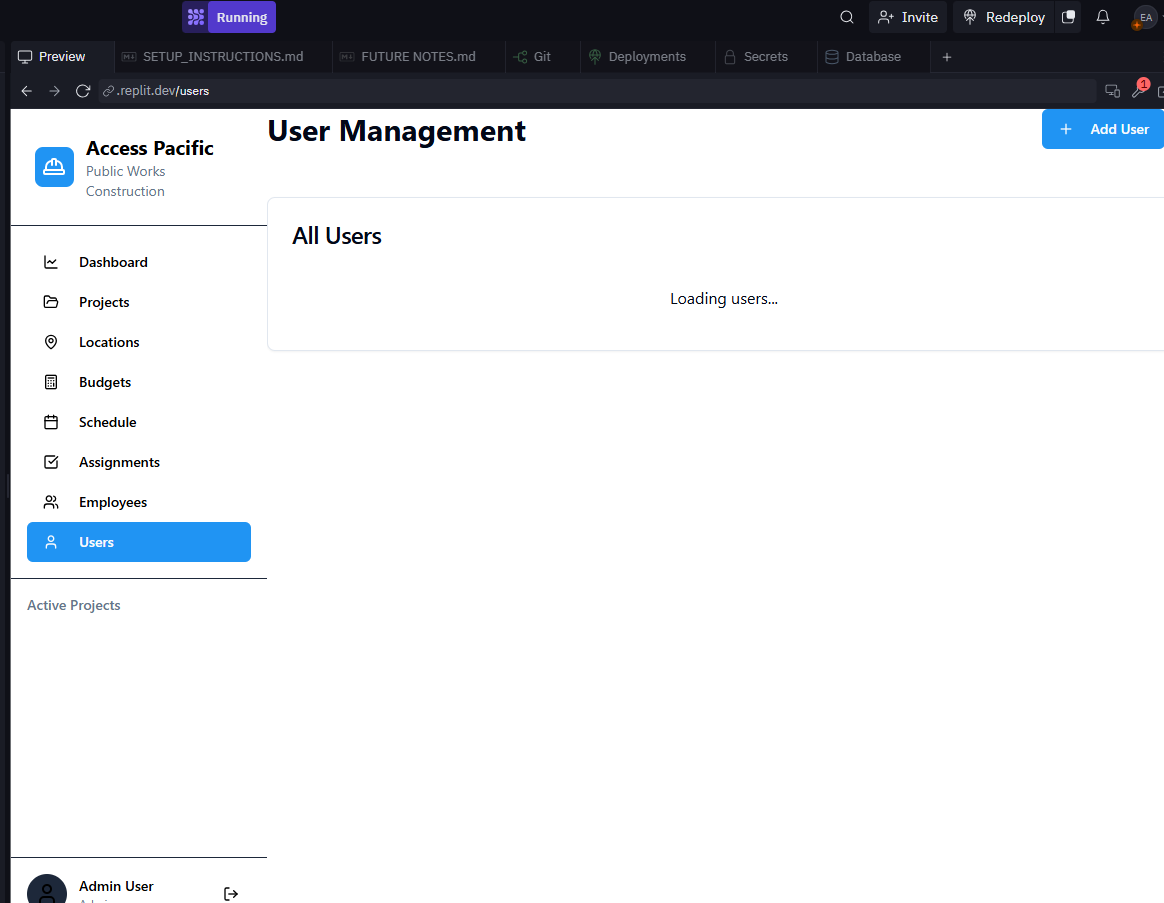 Running
Invite
Redeploy
EA
Preview
SETUP_INSTRUCTIONS.md
FUTURE NOTES.md
Git
Deployments
Secrets
Database
.replit.dev/users
1
Access Pacific
Public Works
Construction
User Management
Add User
All Users
Loading users...
Dashboard
Projects
Locations
Budgets
Schedule
Assignments
Employees
Users
Active Projects
Admin User